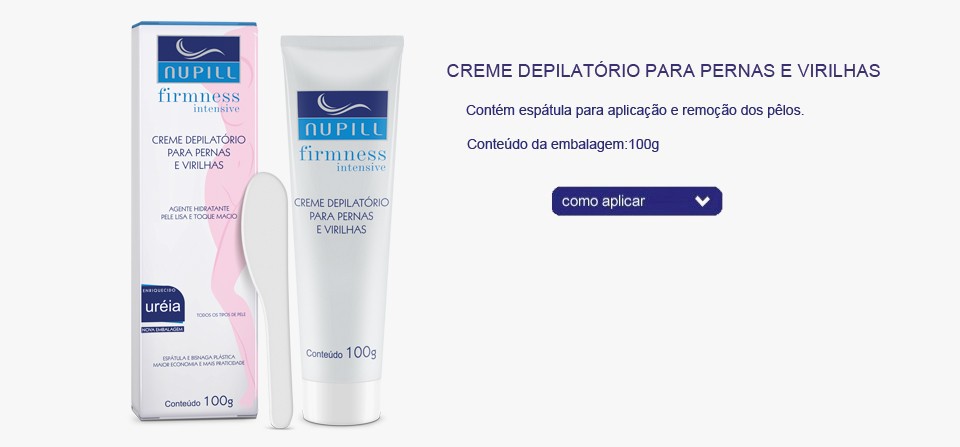 NUPILL
firmness
intensive
CREME DEPILATÓRIO
PARA PERNAS
E VIRILHAS
AGENTE HIDRATANTE
PELE LISA E TOQUE MACIO
ENRIQUECIDO
uréia
NOVA EMBALAGEM
TODOS OS TIPOS DE PELE
ESPÁTULA E BISNAGA PLÁSTICA
MAIOR ECONOMIA E MAIS PRATICIDADE
Conteúdo 100g
NUPILL
firmness
intensive
CREME DEPILATÓRIO
PARA PERNAS
E VIRILHAS
Conteúdo 100g
CREME DEPILATÓRIO PARA PERNAS E VIRILHAS
Contém espátula para aplicação e remoção dos pêlos.
Conteúdo da embalagem:100g
como aplicar